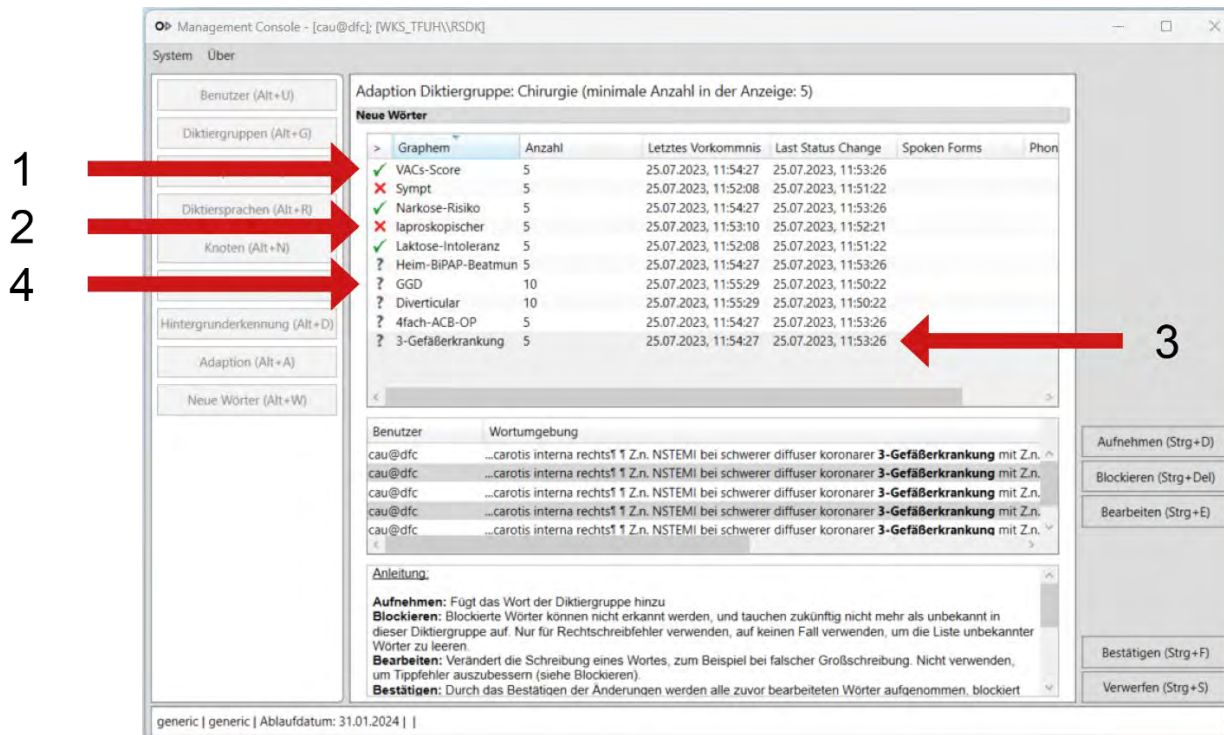 Management Console - [cau@dfc]; [WKS_TFUH\\RSDK]
System Über
Benutzer (Alt+U)
Diktiergruppen (Alt+G)
Diktiersprachen (Alt+R)
Knoten (Alt+N)
Hintergrunderkennung (Alt+D)
Adaption (Alt+A)
Neue Wörter (Alt+W)
1
2
4
3
Adaption Diktiergruppe: Chirurgie (minimale Anzahl in der Anzeige: 5)
Neue Wörter
> Graphem Anzahl Letztes Vorkommnis Last Status Change Spoken Forms Phon
✓ VACs-Score 5 25.07.2023, 11:54:27 25.07.2023, 11:53:26
✗ Sympt 5 25.07.2023, 11:52:08 25.07.2023, 11:51:22
✓ Narkose-Risiko 5 25.07.2023, 11:54:27 25.07.2023, 11:53:26
✗ laproskopischer 5 25.07.2023, 11:53:10 25.07.2023, 11:52:21
✓ Laktose-Intoleranz 5 25.07.2023, 11:52:08 25.07.2023, 11:51:22
? Heim-BiPAP-Beatmun 5 25.07.2023, 11:54:27 25.07.2023, 11:53:26
? GGD 10 25.07.2023, 11:55:29 25.07.2023, 11:50:22
? Diverticular 10 25.07.2023, 11:55:29 25.07.2023, 11:50:22
? 4fach-ACB-OP 5 25.07.2023, 11:54:27 25.07.2023, 11:53:26
? 3-Gefäßerkrankung 5 25.07.2023, 11:54:27 25.07.2023, 11:53:26
Benutzer Wortumgebung
cau@dfc ...carotis interna rechts¶ ¶ Z.n. NSTEMI bei schwerer diffuser koronarer 3-Gefäßerkrankung mit Z.n.
cau@dfc ...carotis interna rechts¶ ¶ Z.n. NSTEMI bei schwerer diffuser koronarer 3-Gefäßerkrankung mit Z.n.
cau@dfc ...carotis interna rechts¶ ¶ Z.n. NSTEMI bei schwerer diffuser koronarer 3-Gefäßerkrankung mit Z.n.
cau@dfc ...carotis interna rechts¶ ¶ Z.n. NSTEMI bei schwerer diffuser koronarer 3-Gefäßerkrankung mit Z.n.
cau@dfc ...carotis interna rechts¶ ¶ Z.n. NSTEMI bei schwerer diffuser koronarer 3-Gefäßerkrankung mit Z.n.
Anleitung:
Aufnehmen: Fügt das Wort der Diktiergruppe hinzu
Blockieren: Blockierte Wörter können nicht erkannt werden, und tauchen zukünftig nicht mehr als unbekannt in
dieser Diktiergruppe auf. Nur für Rechtschreibfehler verwenden, auf keinen Fall verwenden, um die Liste unbekannter
Wörter zu leeren.
Bearbeiten: Verändert die Schreibung eines Wortes, zum Beispiel bei falscher Großschreibung. Nicht verwenden,
um Tippfehler auszubessern (siehe Blockieren).
Bestätigen: Durch das Bestätigen der Änderungen werden alle zuvor bearbeiteten Wörter aufgenommen, blockiert
Aufnehmen (Strg+D)
Blockieren (Strg+Del)
Bearbeiten (Strg+E)
Bestätigen (Strg+F)
Verwerfen (Strg+S)
generic | generic | Ablaufdatum: 31.01.2024 | |